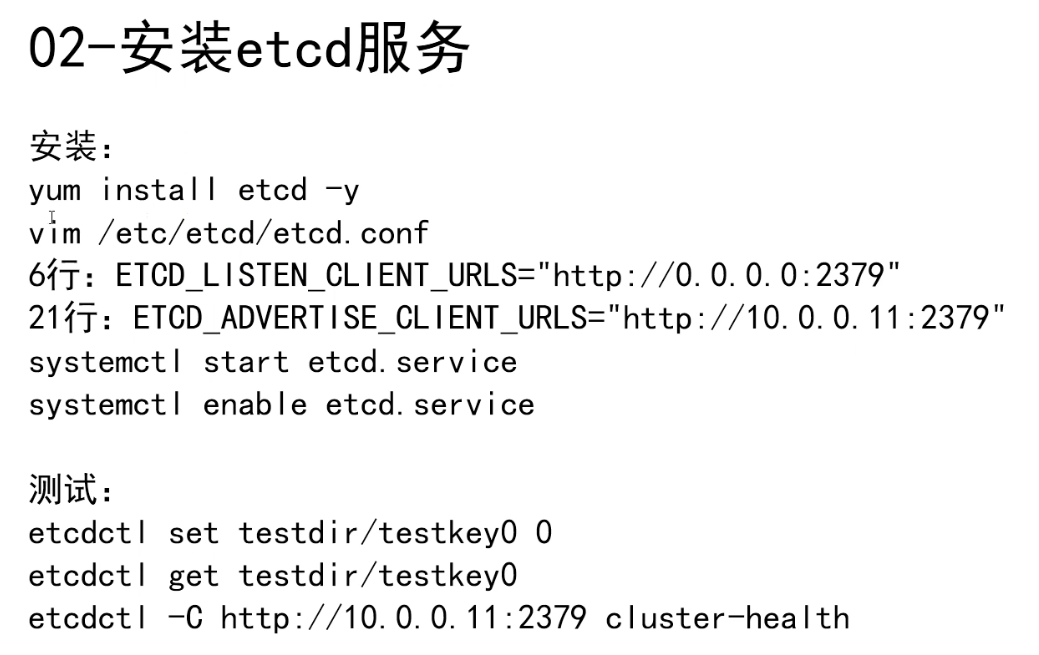 02-安装etcd服务
安装：
yum install etcd -y
vim /etc/etcd/etcd.conf
6行：ETCD_LISTEN_CLIENT_URLS="http://0.0.0.0:2379"
21行：ETCD_ADVERTISE_CLIENT_URLS="http://10.0.0.11:2379"
systemctl start etcd.service
systemctl enable etcd.service
测试：
etcdctl set testdir/testkey0 0
etcdctl get testdir/testkey0
etcdctl -C http://10.0.0.11:2379 cluster-health